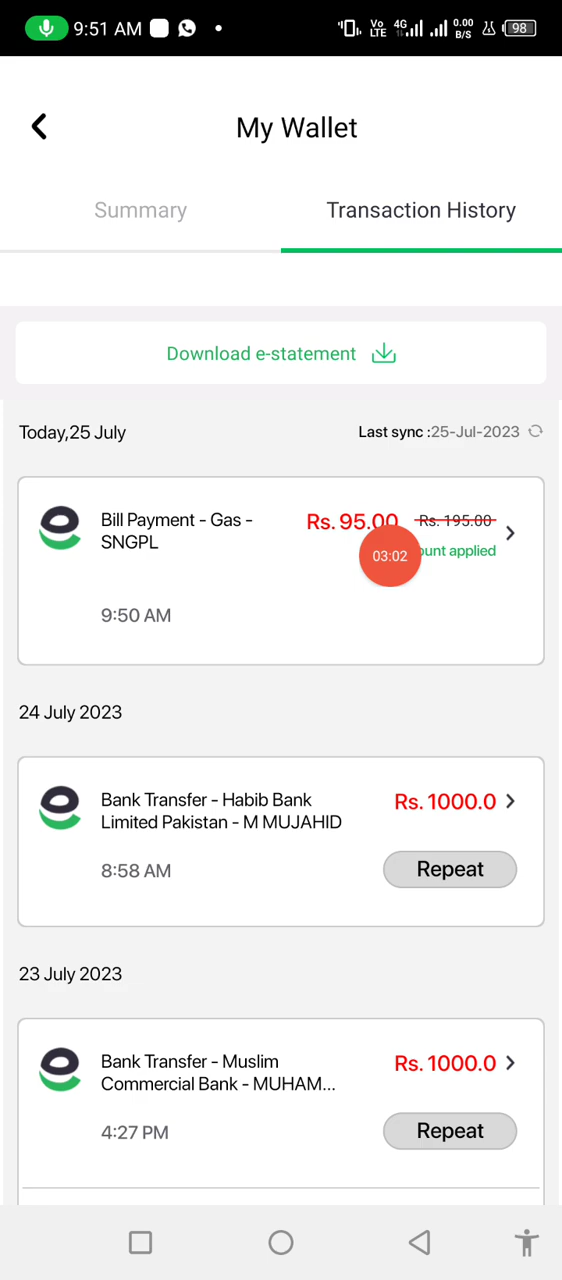 9:51 AM
Vo LTE 4G 0.00 B/S 98
My Wallet
Summary Transaction History
Download e-statement
Today,25 July Last sync :25-Jul-2023
Bill Payment - Gas - Rs. 95.00 Rs. 195.00
SNGPL
03:02 ount applied
9:50 AM
24 July 2023
Bank Transfer - Habib Bank Rs. 1000.0
Limited Pakistan - M MUJAHID
8:58 AM Repeat
23 July 2023
Bank Transfer - Muslim Rs. 1000.0
Commercial Bank - MUHAM...
4:27 PM Repeat